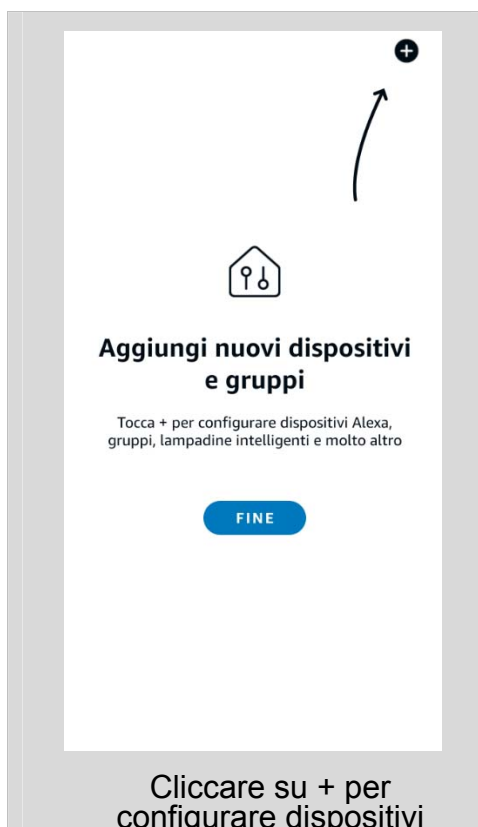 Aggiungi nuovi dispositivi
e gruppi
Tocca + per configurare dispositivi Alexa,
gruppi, lampadine intelligenti e molto altro
FINE
Cliccare su + per
configurare dispositivi